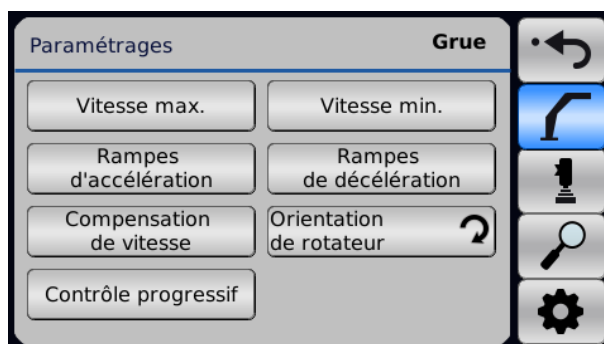 Paramétrages
Grue
Vitesse max.
Vitesse min.
Rampes
d'accélération
Rampes
de décélération
Compensation
de vitesse
Orientation
de rotateur
Contrôle progressif